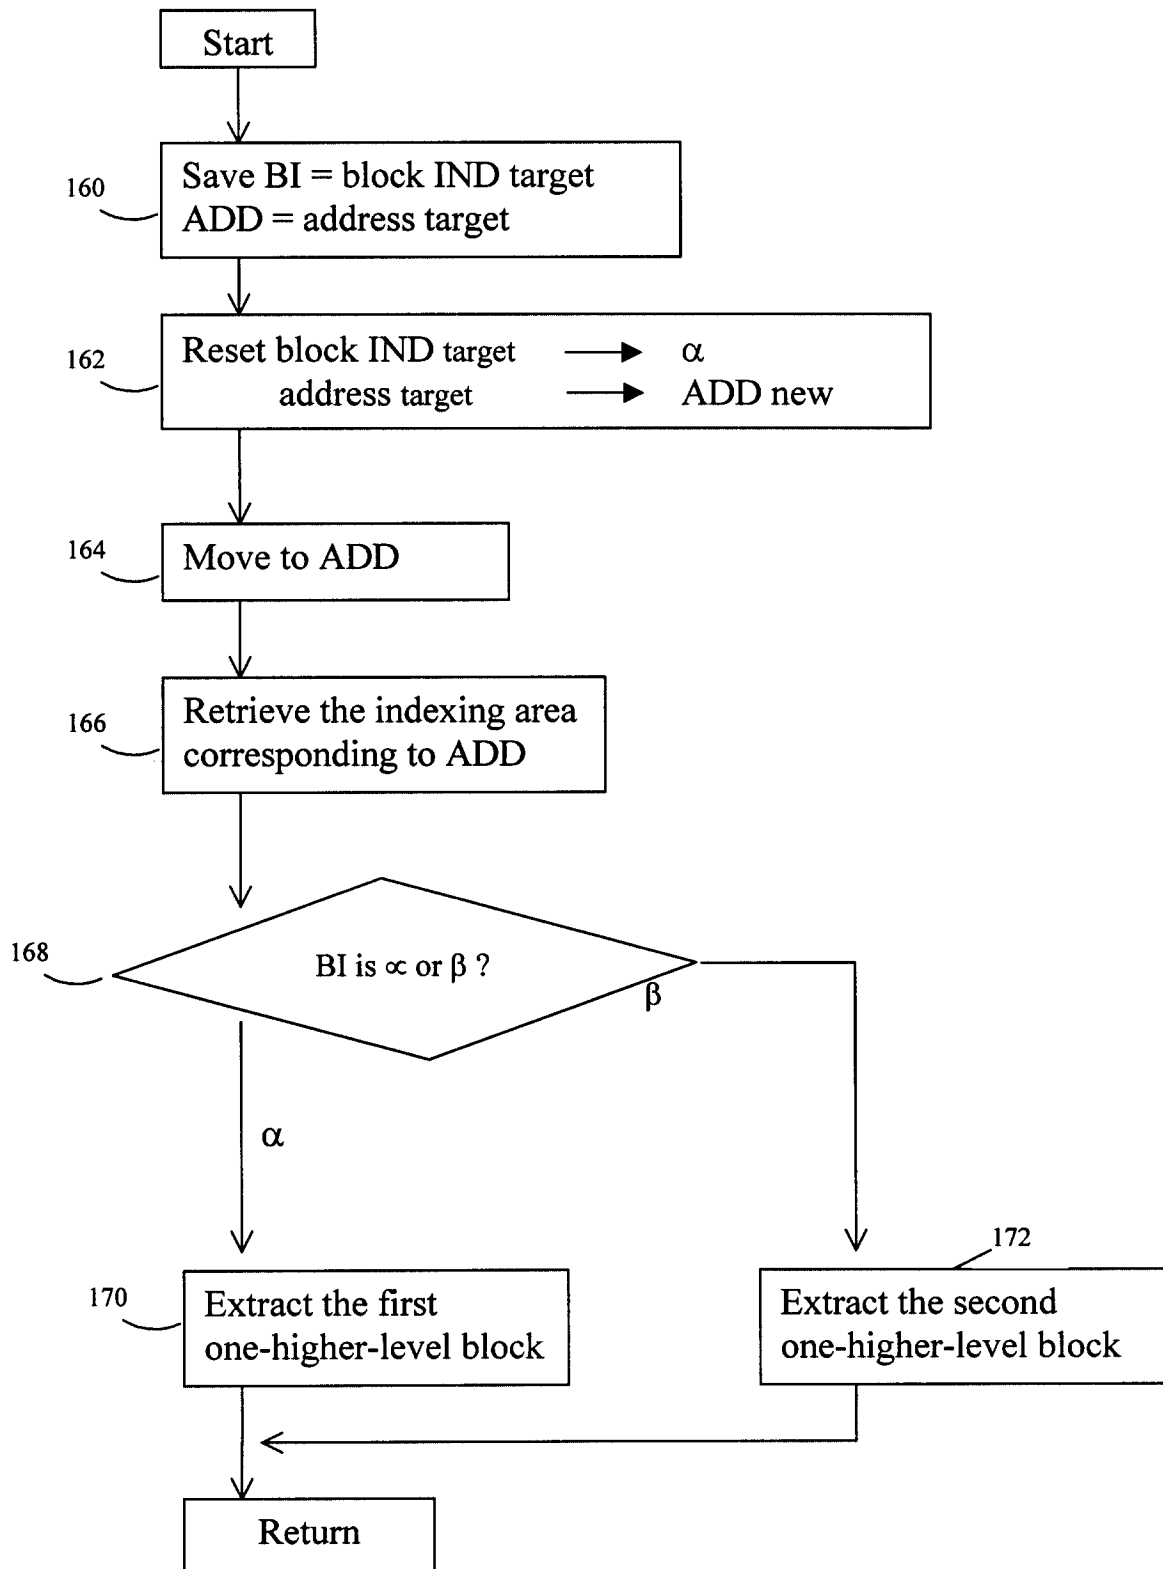 Start
160
Save BI = block IND target
ADD = address target
162
Reset block IND target → α
address target → ADD new
164
Move to ADD
166
Retrieve the indexing area
corresponding to ADD
168
BI is ∝ or β ?
β
α
172
170
Extract the first
one-higher-level block
Extract the second
one-higher-level block
Return